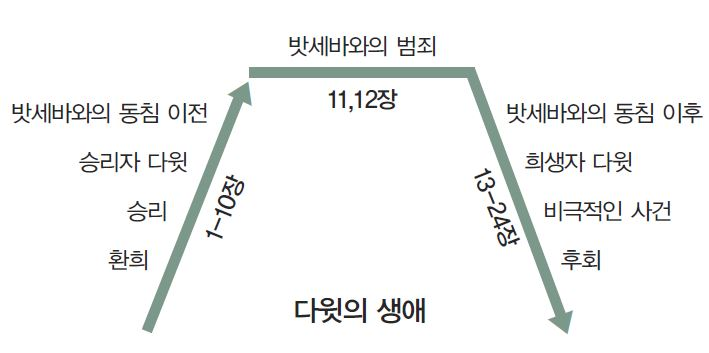 밧세바와의 범죄
11,12장
밧세바와의 동침 이전
승리자 다윗
승리
환희
1-10장
밧세바와의 동침 이후
희생자 다윗
비극적인 사건
후회
13-24장
다윗의 생애